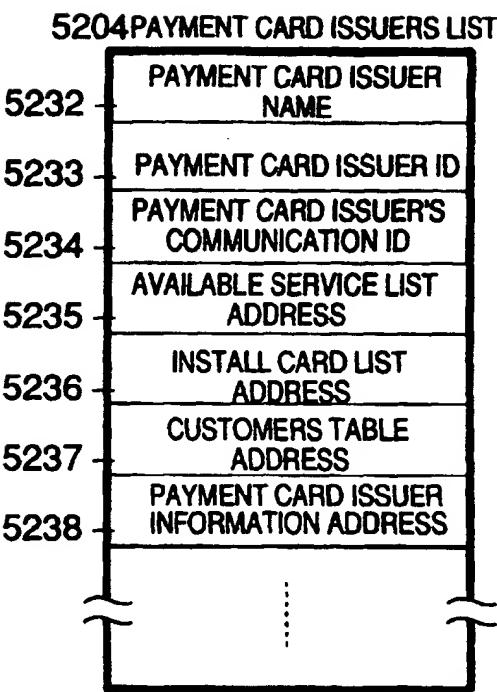 5204 PAYMENT CARD ISSUERS LIST
5232 PAYMENT CARD ISSUER
NAME
5233 PAYMENT CARD ISSUER ID
PAYMENT CARD ISSUER'S
5234 COMMUNICATION ID
AVAILABLE SERVICE LIST
5235 ADDRESS
INSTALL CARD LIST
5236 ADDRESS
CUSTOMERS TABLE
5237 ADDRESS
PAYMENT CARD ISSUER
5238 INFORMATION ADDRESS